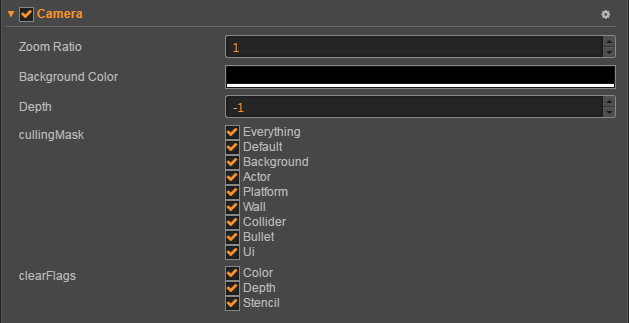 Camera
Zoom Ratio 1
Background Color
Depth -1
cullingMask Everything
Default
Background
Actor
Platform
Wall
Collider
Bullet
Ui
clearFlags Color
Depth
Stencil